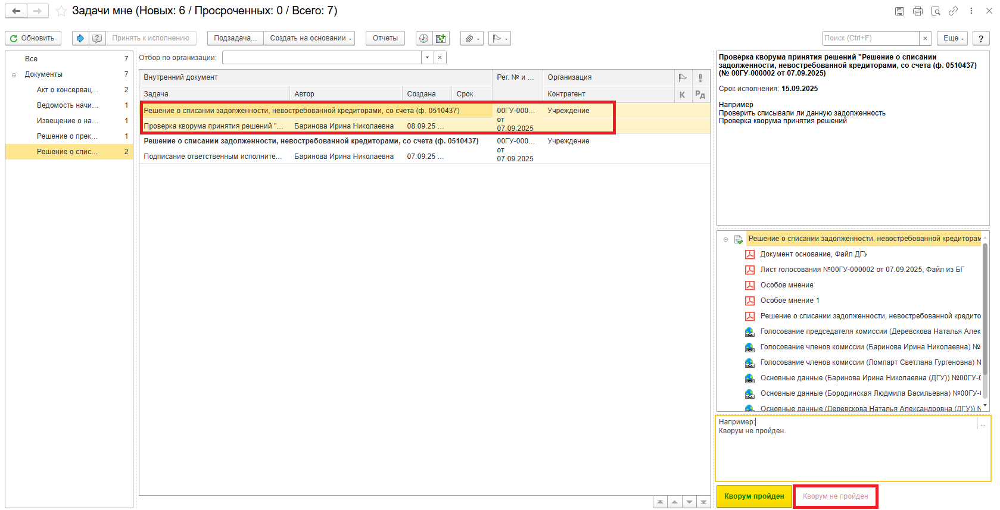 Задачи мне (Новых: 6 / Просроченных: 0 / Всего: 7)
Обновить
Принять к исполнению
Подзадача...
Создать на основании
Отчеты
Поиск (Ctrl+F)
×
Еще
?
Все 7
Документы 7
Акт о консервац... 2
Ведомость начи... 1
Извещение о на... 1
Решение о прек... 1
Решение о спис... 2
Отбор по организации:
Внутренний документ
Рег. № и ...
Организация
Задача
Автор
Создана
Срок
Контрагент
К
Рд
Решение о списании задолженности, невостребованной кредиторами, со счета (ф. 0510437)
00ГУ-000...
Учреждение
от
Проверка кворума принятия решений "...
Баринова Ирина Николаевна
08.09.25 ...
07.09.2025
Решение о списании задолженности, невостребованной кредиторами, со счета (ф. 0510437)
00ГУ-000...
Учреждение
от
Подписание ответственным исполните...
Баринова Ирина Николаевна
07.09.25 ...
07.09.2025
Проверка кворума принятия решений "Решение о списании
задолженности, невостребованной кредиторами, со счета (ф. 0510437)
(№ 00ГУ-000002 от 07.09.2025)
Срок исполнения: 15.09.2025
Например
Проверить списывали ли данную задолженность
Проверка кворума принятия решений
Решение о списании задолженности, невостребованной кредиторам
Документ основание, Файл ДГУ
Лист голосования №00ГУ-000002 от 07.09.2025, Файл из БГ
Особое мнение
Особое мнение 1
Решение о списании задолженности, невостребованной кредито
Голосование председателя комиссии (Деревскова Наталья Алек
Голосование членов комиссии (Баринова Ирина Николаевна) №
Голосование членов комиссии (Ломпарт Светлана Гургеновна) №
Основные данные (Баринова Ирина Николаевна (ДГУ)) №00ГУ-0
Основные данные (Бородинская Людмила Васильевна) №00ГУ-
Основные данные (Деревскова Наталья Александровна (ДГУ)) №
Например:
...
Кворум не пройден.
Кворум пройден
Кворум не пройден